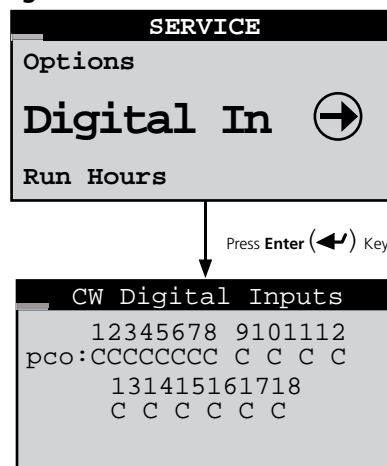 SERVICE
Options
Digital In
Run Hours
Press Enter (↵) Key
CW Digital Inputs
12345678 9101112
pco:CCCCCCCC C C C C
131415161718
C C C C C C